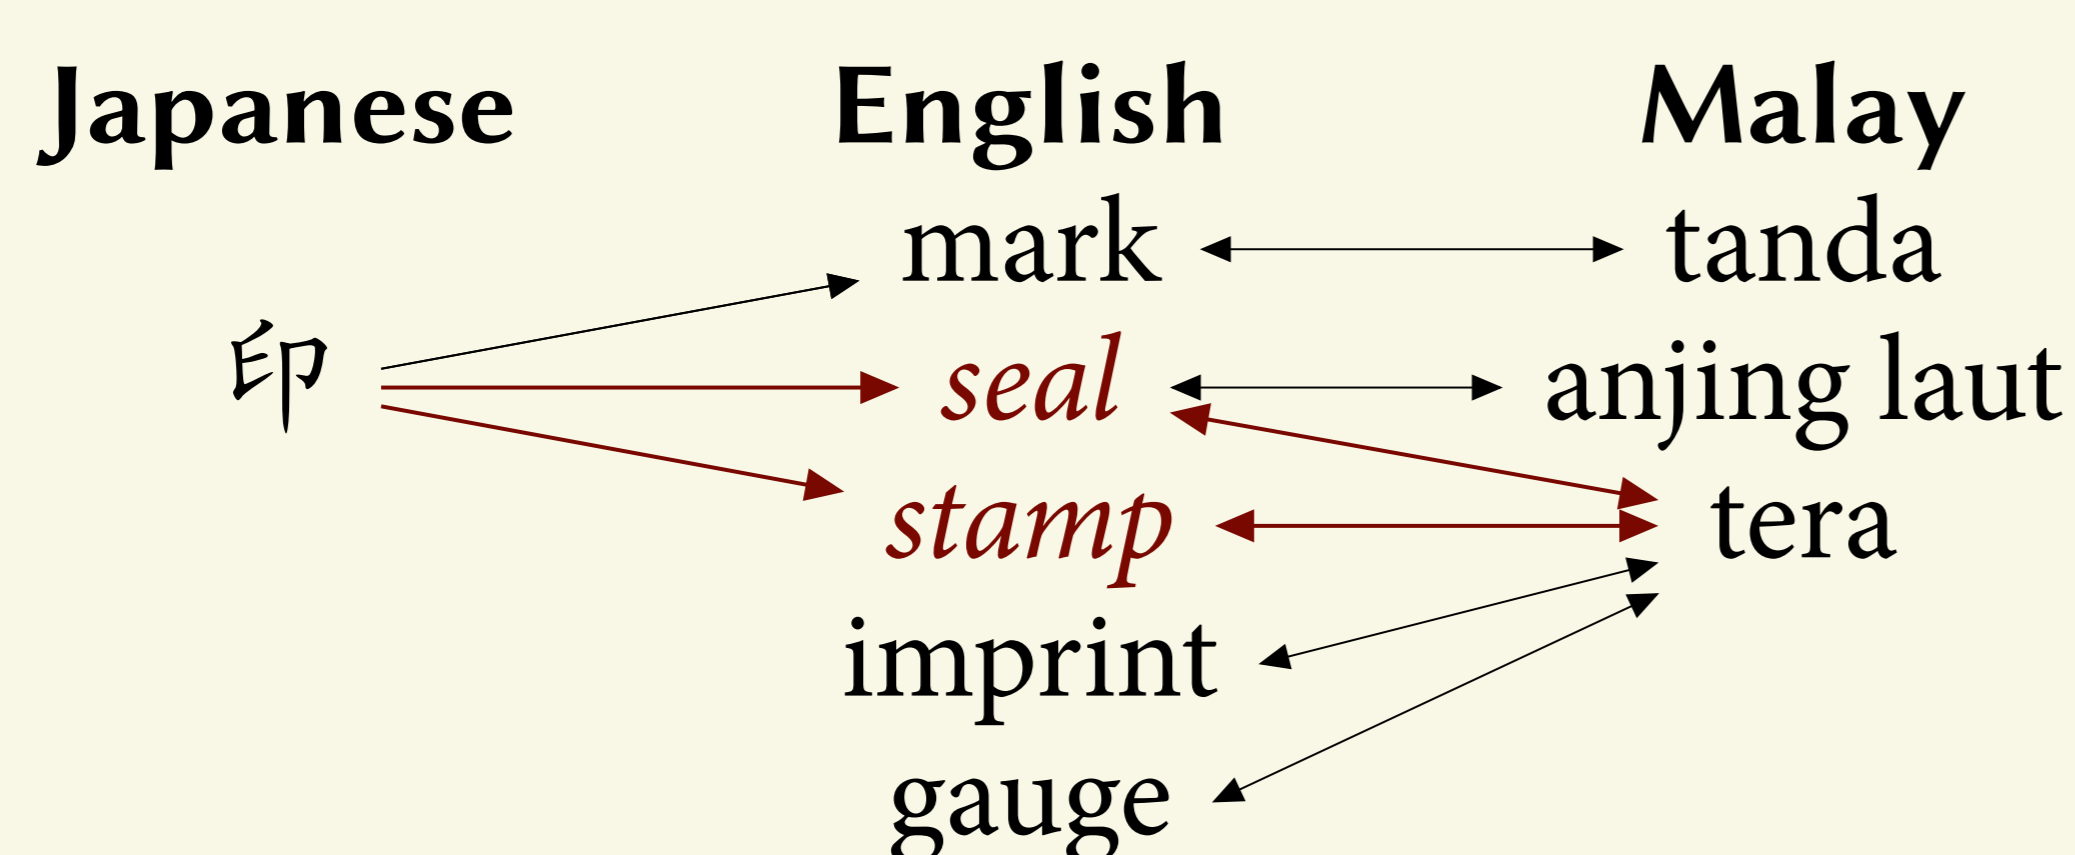 Japanese English Malay
mark tanda
印 seal anjing laut
stamp tera
imprint
gauge